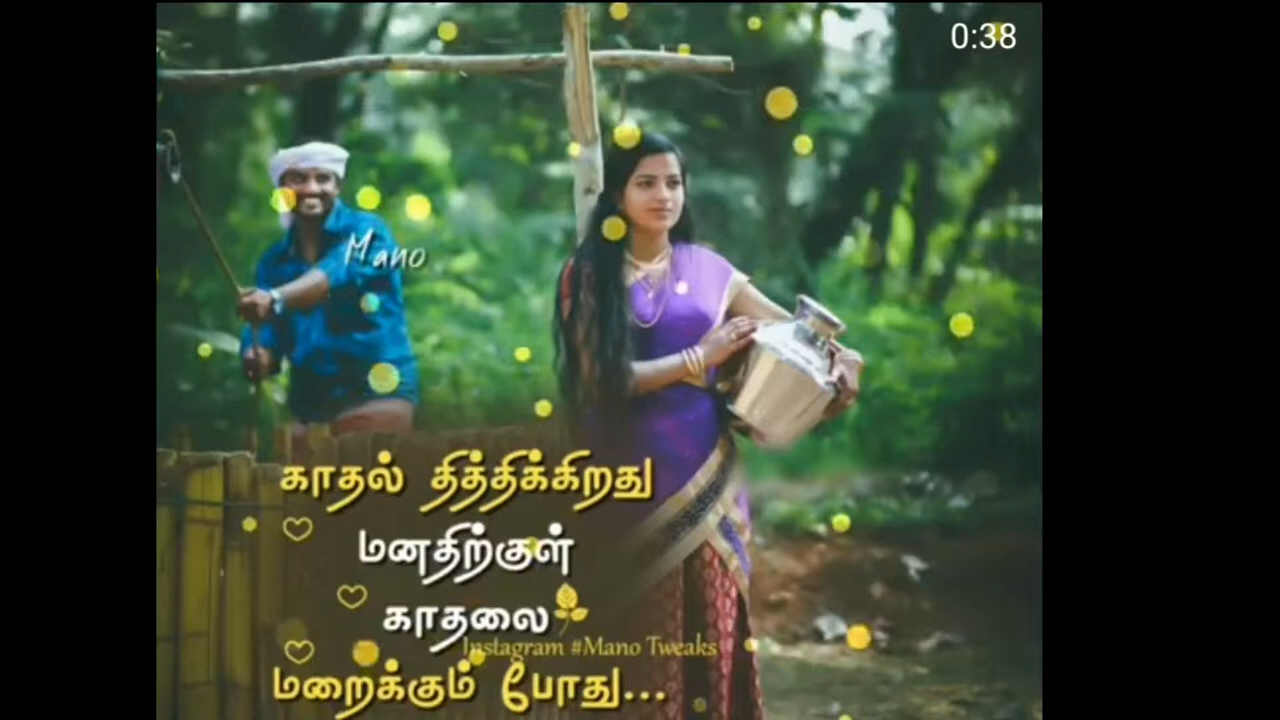 0:38
Mano
காதல் தித்திக்கிறது
மனதிற்குள்
காதலை
Instagram #Mano Tweaks
மறைக்கும் போது...